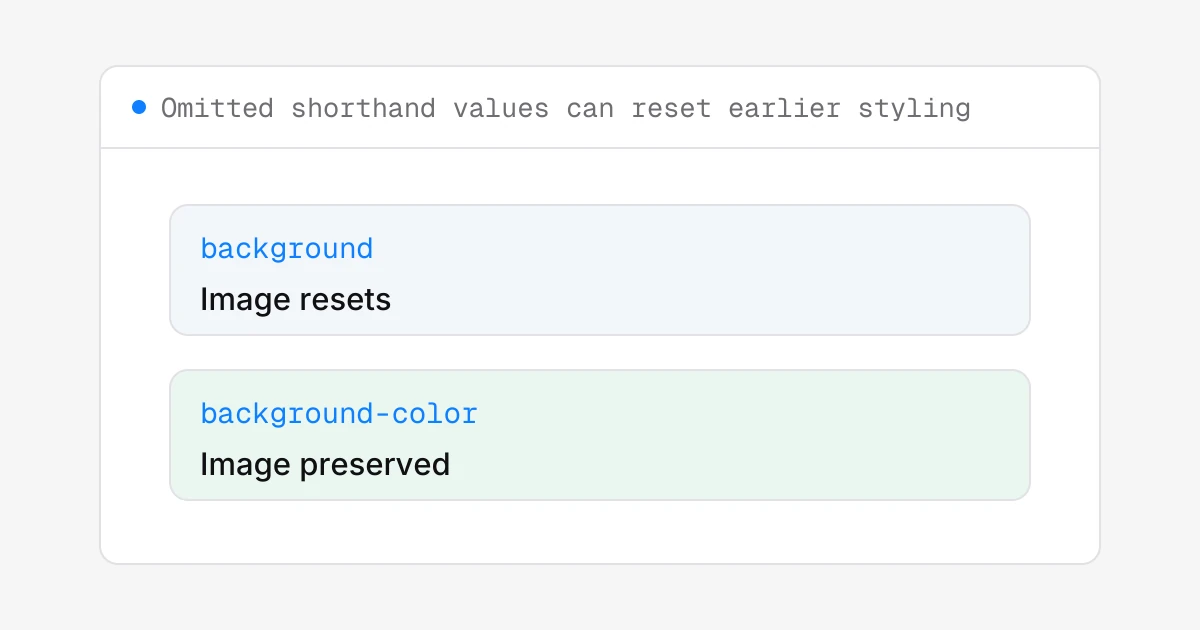 Omitted shorthand values can reset earlier styling
background
Image resets
background-color
Image preserved